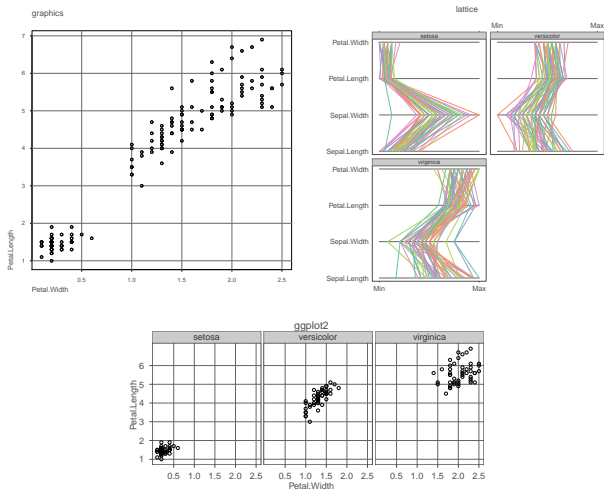 graphics
7
6
5
4
3
2
1
Petal.Length
0.5 1.0 1.5 2.0 2.5
Petal.Width
lattice
Min Max
setosa versicolor
Petal.Width
Petal.Length
Sepal.Width
Sepal.Length
virginica
Petal.Width
Petal.Length
Sepal.Width
Sepal.Length
Min Max
ggplot2
setosa versicolor virginica
6
5
4
3
2
1
Petal.Length
0.5 1.0 1.5 2.0 2.5 0.5 1.0 1.5 2.0 2.5 0.5 1.0 1.5 2.0 2.5
Petal.Width